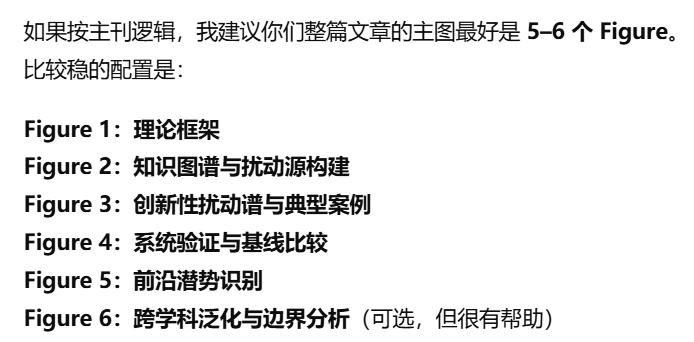 如果按主刊逻辑，我建议你们整篇文章的主图最好是 5–6 个 Figure。
比较稳的配置是：
Figure 1：理论框架
Figure 2：知识图谱与扰动源构建
Figure 3：创新性扰动谱与典型案例
Figure 4：系统验证与基线比较
Figure 5：前沿潜势识别
Figure 6：跨学科泛化与边界分析（可选，但很有帮助）